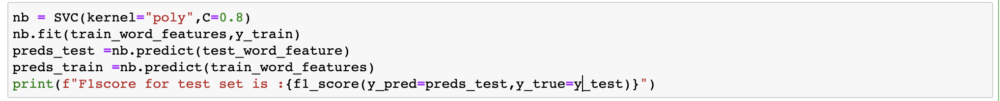 nb = SVC(kernel="poly",C=0.8)
nb.fit(train_word_features,y_train)
preds_test =nb.predict(test_word_feature)
preds_train =nb.predict(train_word_features)
print(f"F1score for test set is :{f1_score(y_pred=preds_test,y_true=y_test)}")